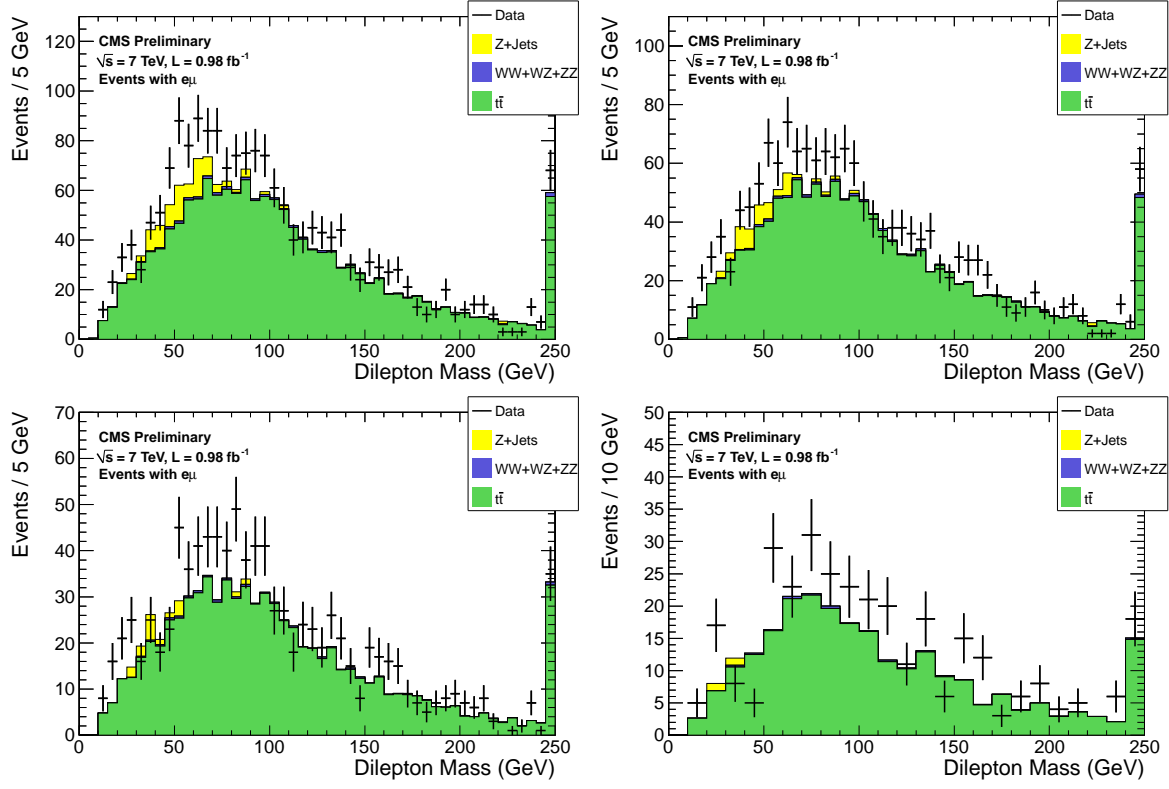 Events / 5 GeV
120
100
80
60
40
20
0
CMS Preliminary
√s = 7 TeV, L = 0.98 fb⁻¹
Events with eμ
Data
Z+Jets
WW+WZ+ZZ
tt̄
0 50 100 150 200 250
Dilepton Mass (GeV)
Events / 5 GeV
100
80
60
40
20
0
CMS Preliminary
√s = 7 TeV, L = 0.98 fb⁻¹
Events with eμ
Data
Z+Jets
WW+WZ+ZZ
tt̄
0 50 100 150 200 250
Dilepton Mass (GeV)
Events / 5 GeV
70
60
50
40
30
20
10
0
CMS Preliminary
√s = 7 TeV, L = 0.98 fb⁻¹
Events with eμ
Data
Z+Jets
WW+WZ+ZZ
tt̄
0 50 100 150 200 250
Dilepton Mass (GeV)
Events / 10 GeV
50
45
40
35
30
25
20
15
10
5
0
CMS Preliminary
√s = 7 TeV, L = 0.98 fb⁻¹
Events with eμ
Data
Z+Jets
WW+WZ+ZZ
tt̄
0 50 100 150 200 250
Dilepton Mass (GeV)